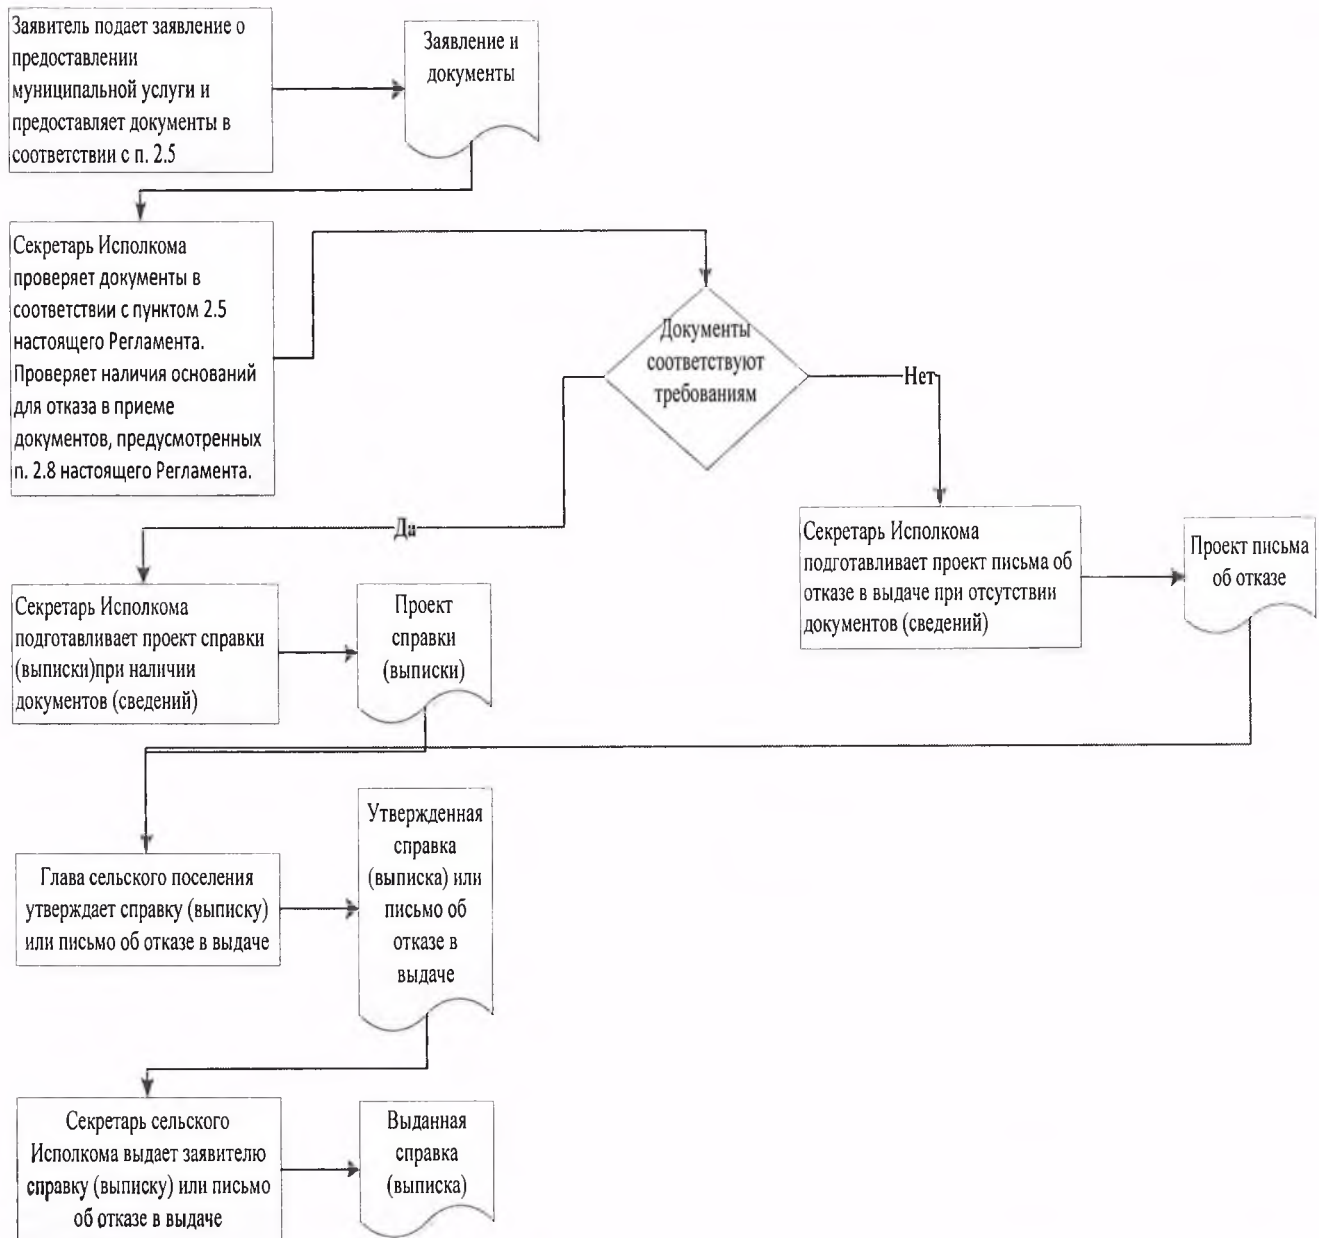 Заявитель подает заявление о
предоставлении
муниципальной услуги и
предоставляет документы в
соответствии с п. 2.5
Заявление и
документы
Секретарь Исполкома
проверяет документы в
соответствии с пунктом 2.5
настоящего Регламента.
Проверяет наличия оснований
для отказа в приеме
документов, предусмотренных
п. 2.8 настоящего Регламента.
Документы
соответствуют
требованиям
Нет
Да
Секретарь Исполкома
подготавливает проект письма об
отказе в выдаче при отсутствии
документов (сведений)
Проект письма
об отказе
Секретарь Исполкома
подготавливает проект справки
(выписки)при наличии
документов (сведений)
Проект
справки
(выписки)
Глава сельского поселения
утверждает справку (выписку)
или письмо об отказе в выдаче
Утвержденная
справка
(выписка) или
письмо об
отказе в
выдаче
Секретарь сельского
Исполкома выдает заявителю
справку (выписку) или письмо
об отказе в выдаче
Выданная
справка
(выписка)